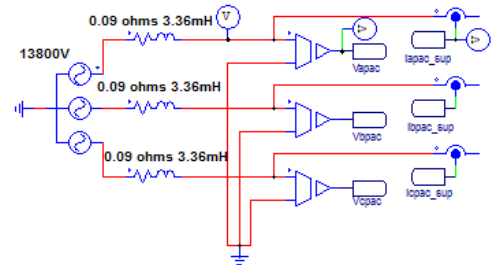 0.09 ohms 3.36mH
V
13800V
A
Vapac
Iapac_sup
A
0.09 ohms 3.36mH
Vbpac
Ibpac_sup
0.09 ohms 3.36mH
Vcpac
Icpac_sup